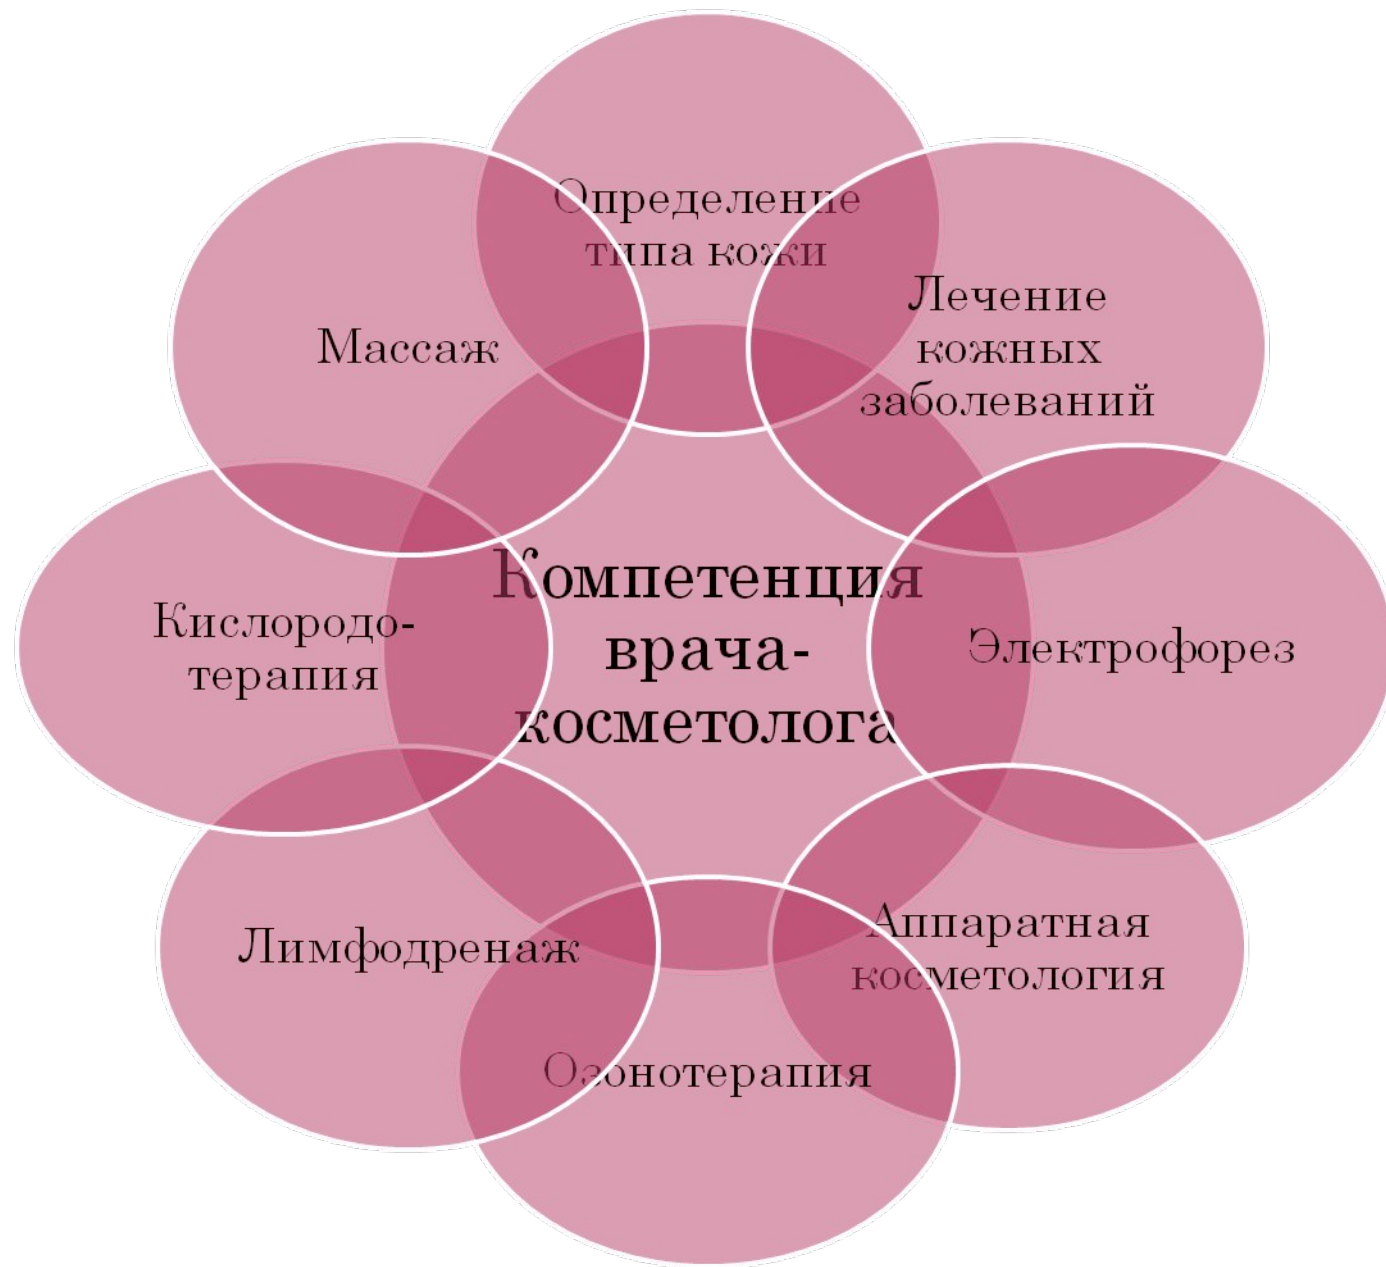 Определение
типа кожи
Лечение
кожных
заболеваний
Массаж
Компетенция
врача-
косметолога
Кислородо-
терапия
Электрофорез
Лимфодренаж
Аппаратная
косметология
Озонотерапия